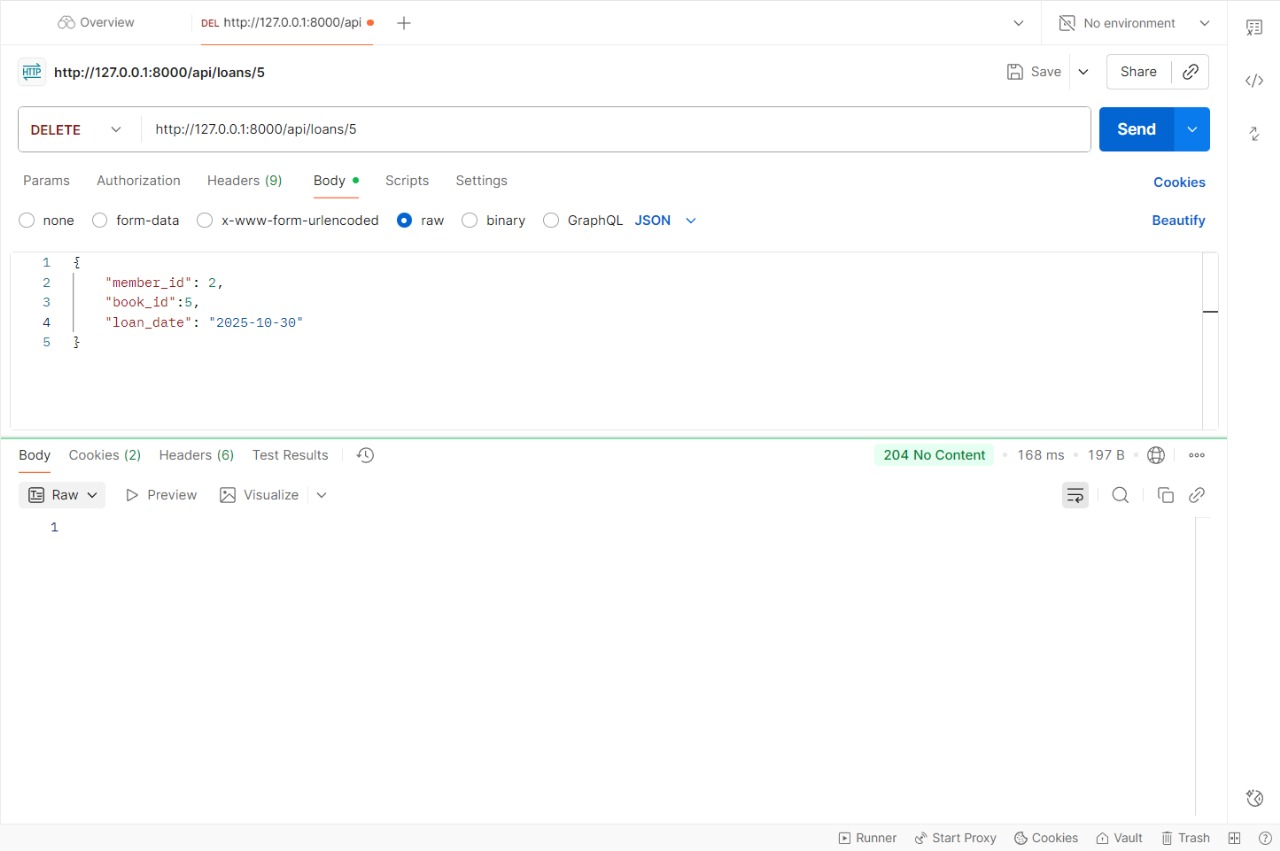 Overview
DEL http://127.0.0.1:8000/api
No environment
HTTP http://127.0.0.1:8000/api/loans/5
Save
Share
DELETE http://127.0.0.1:8000/api/loans/5
Send
Params Authorization Headers (9) Body Scripts Settings Cookies
none form-data x-www-form-urlencoded raw binary GraphQL JSON Beautify
1 {
2 "member_id": 2,
3 "book_id":5,
4 "loan_date": "2025-10-30"
5 }
Body Cookies (2) Headers (6) Test Results 204 No Content • 168 ms • 197 B
Raw Preview Visualize
1
Runner Start Proxy Cookies Vault Trash